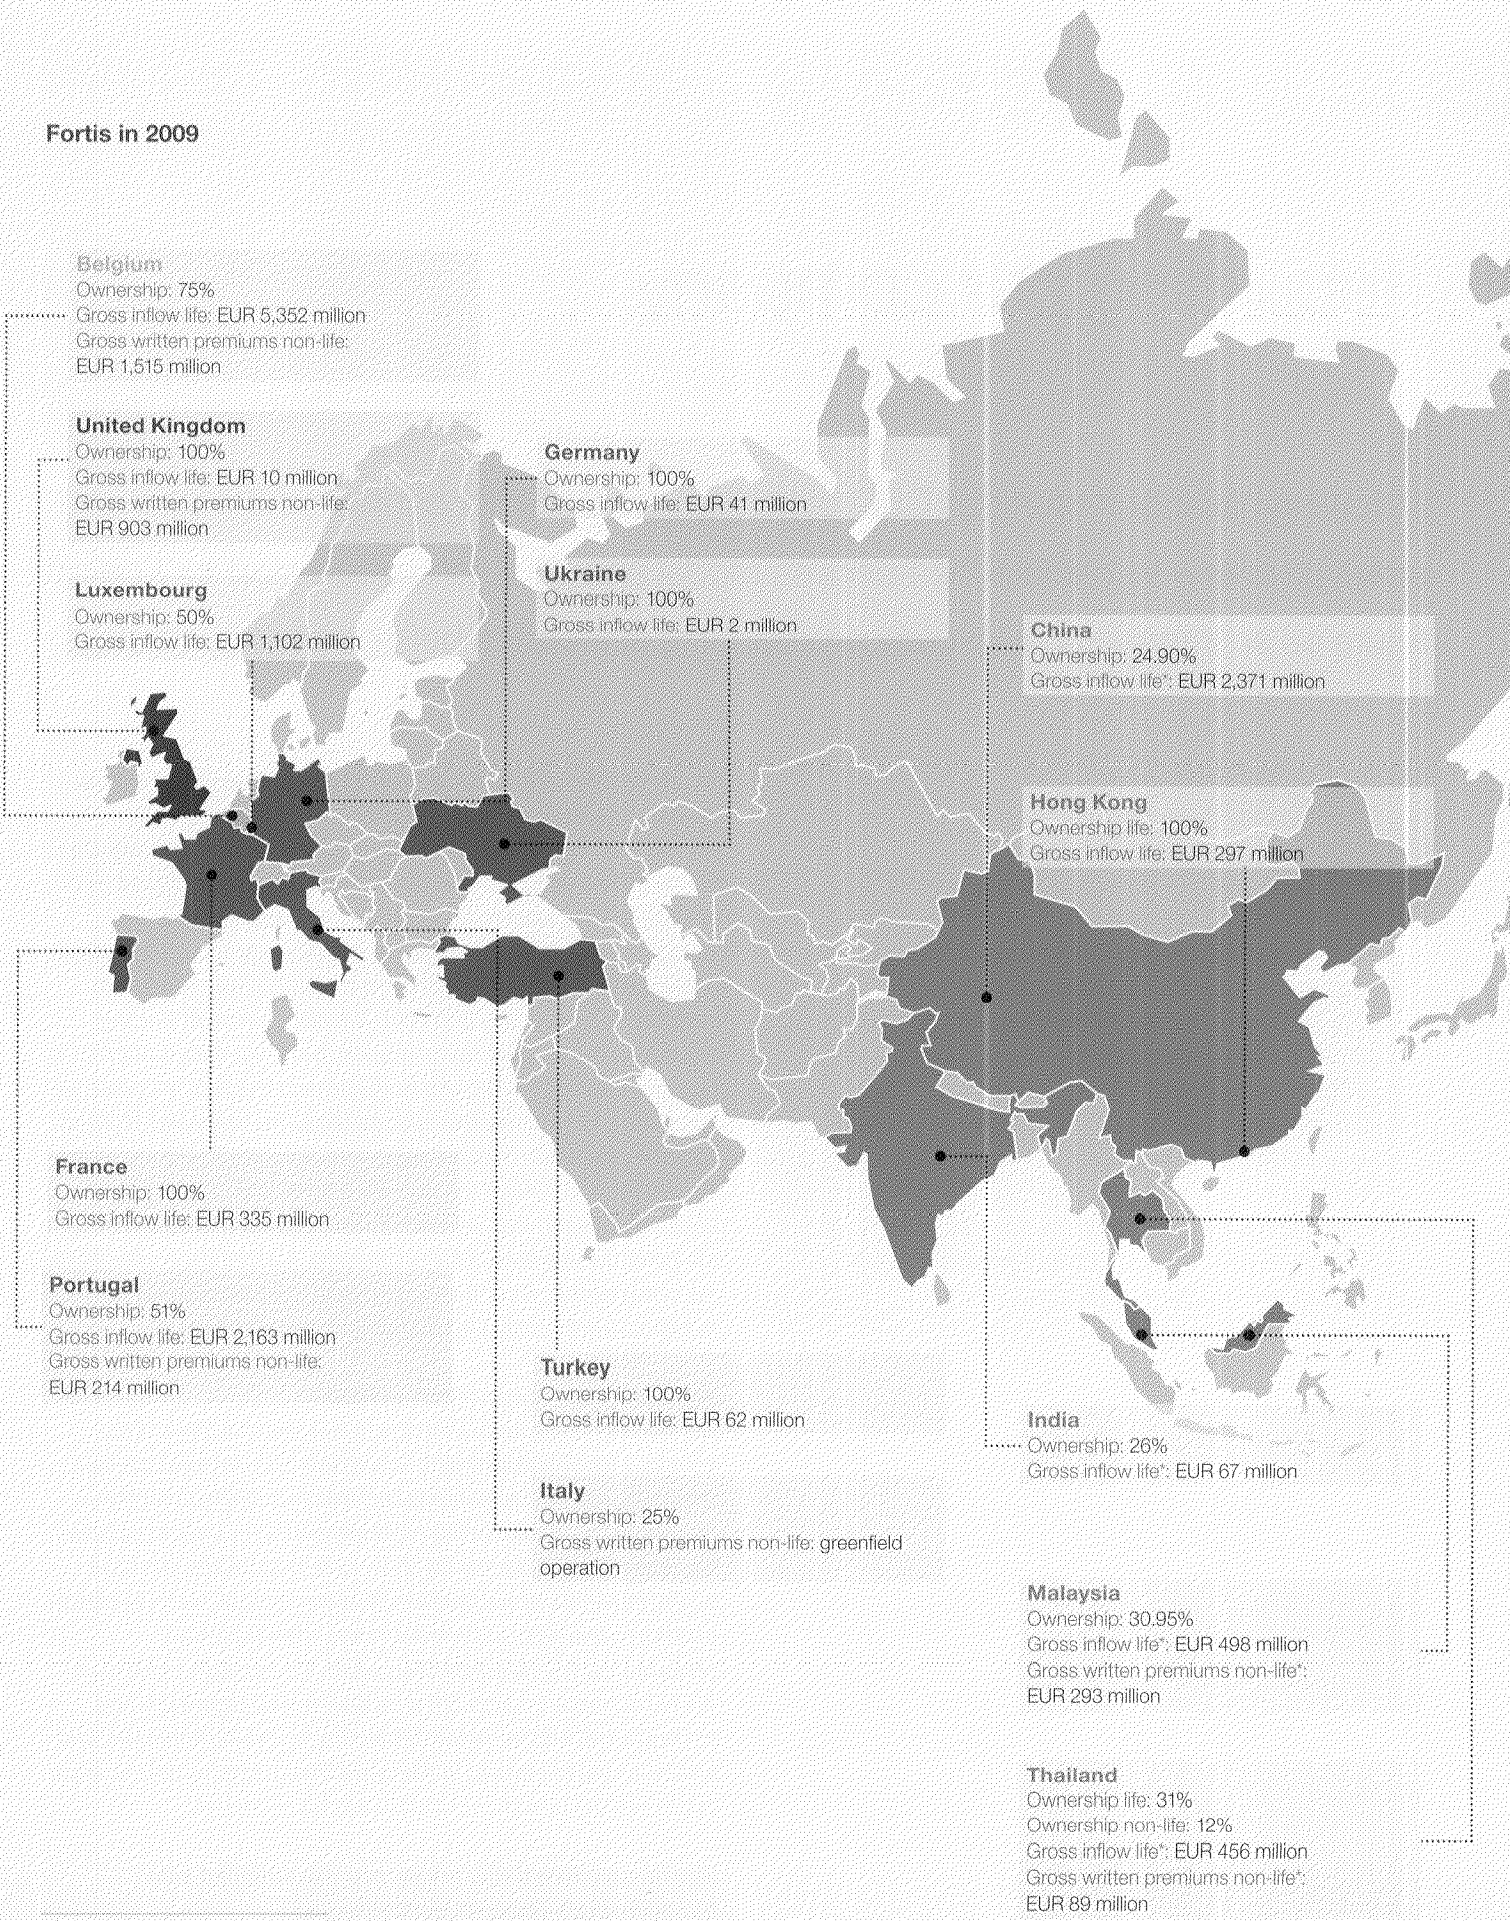 Fortis in 2009
Belgium
Ownership: 75%
Gross inflow life: EUR 5,352 million
Gross written premiums non-life:
EUR 1,515 million
United Kingdom
Ownership: 100%
Gross inflow life: EUR 10 million
Gross written premiums non-life:
EUR 903 million
Luxembourg
Ownership: 50%
Gross inflow life: EUR 1,102 million
Germany
Ownership: 100%
Gross inflow life: EUR 41 million
Ukraine
Ownership: 100%
Gross inflow life: EUR 2 million
China
Ownership: 24.90%
Gross inflow life*: EUR 2,371 million
Hong Kong
Ownership life: 100%
Gross inflow life: EUR 297 million
France
Ownership: 100%
Gross inflow life: EUR 335 million
Portugal
Ownership: 51%
Gross inflow life: EUR 2,163 million
Gross written premiums non-life:
EUR 214 million
Turkey
Ownership: 100%
Gross inflow life: EUR 62 million
Italy
Ownership: 25%
Gross written premiums non-life: greenfield
operation
India
Ownership: 26%
Gross inflow life*: EUR 67 million
Malaysia
Ownership: 30.95%
Gross inflow life*: EUR 498 million
Gross written premiums non-life*:
EUR 293 million
Thailand
Ownership life: 31%
Ownership non-life: 12%
Gross inflow life*: EUR 456 million
Gross written premiums non-life*:
EUR 89 million